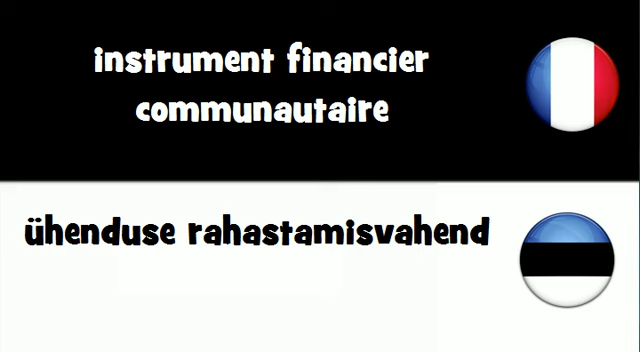 instrument financier
communautaire
ühenduse rahastamisvahend